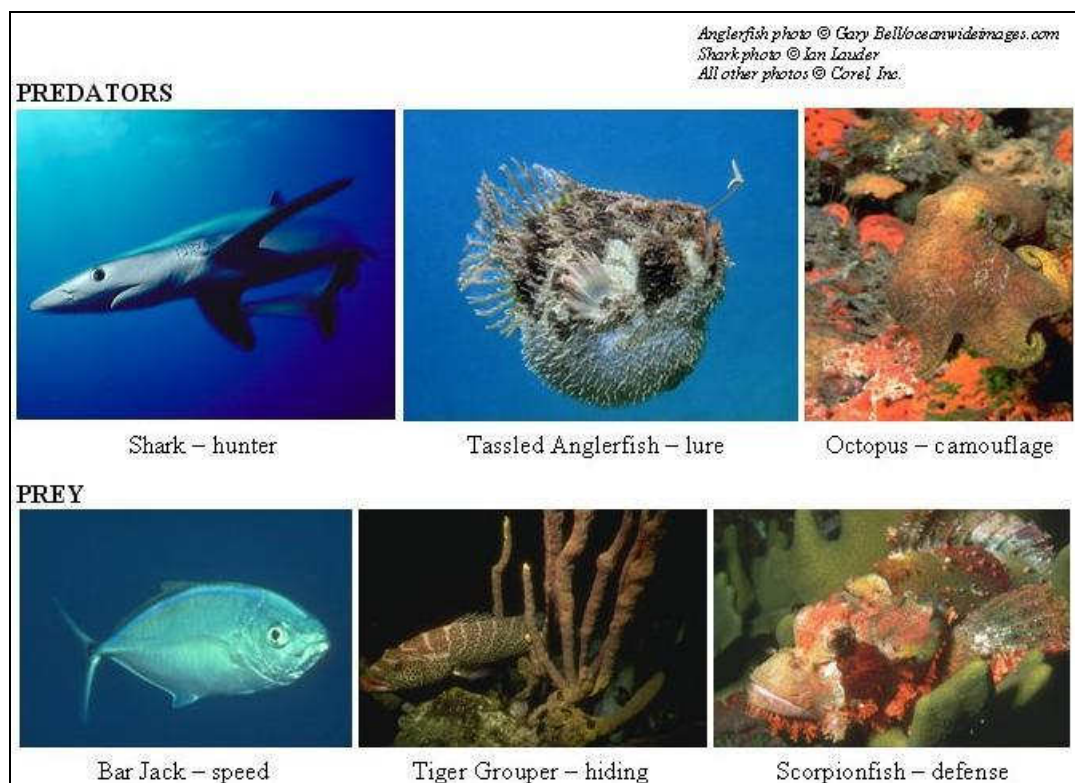 Anglerfish photo © Gary Bell/oceanwideimages.com
Shark photo © Ian Lauder
All other photos © Corel, Inc.
PREDATORS
Shark – hunter
Tassled Anglerfish – lure
Octopus – camouflage
PREY
Bar Jack – speed
Tiger Grouper – hiding
Scorpionfish – defense